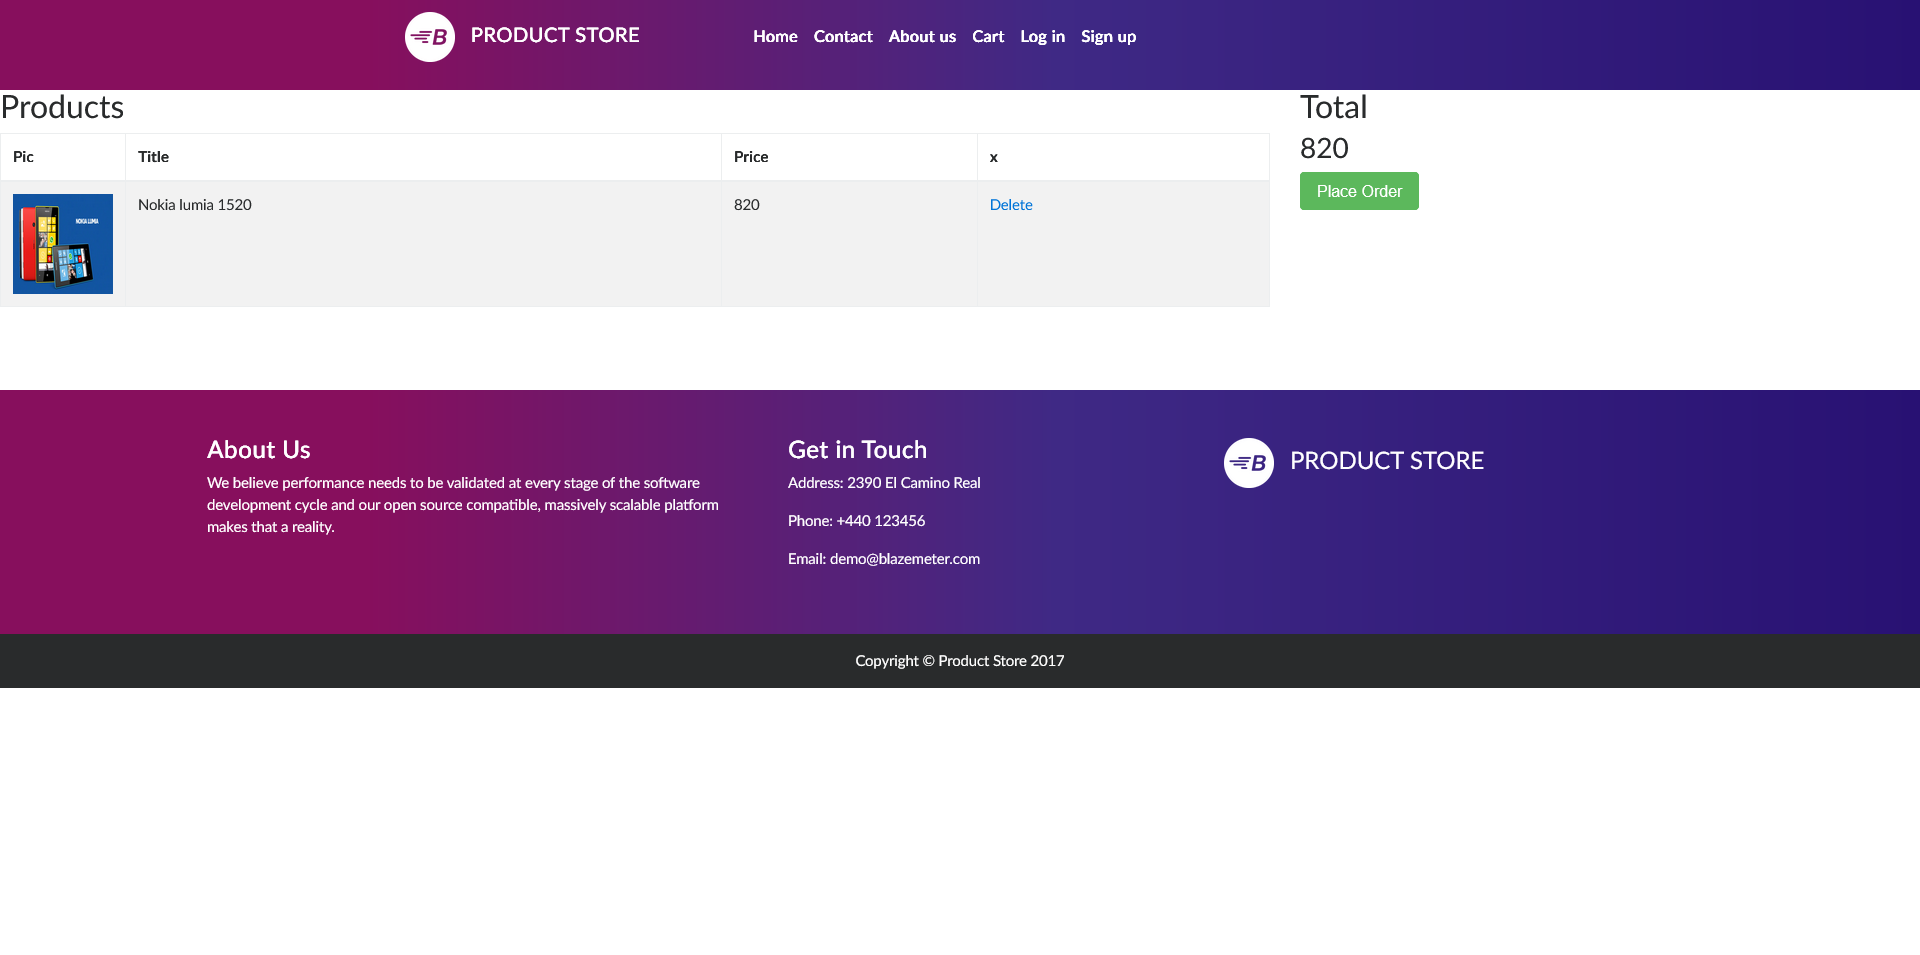 B PRODUCT STORE Home Contact About us Cart Log in Sign up
Products
Total
820
Place Order
Pic Title Price x
NOKIA LUMIA
Nokia lumia 1520 820 Delete
About Us
We believe performance needs to be validated at every stage of the software
development cycle and our open source compatible, massively scalable platform
makes that a reality.
Get in Touch
Address: 2390 El Camino Real
Phone: +440 123456
Email: demo@blazemeter.com
B PRODUCT STORE
Copyright © Product Store 2017